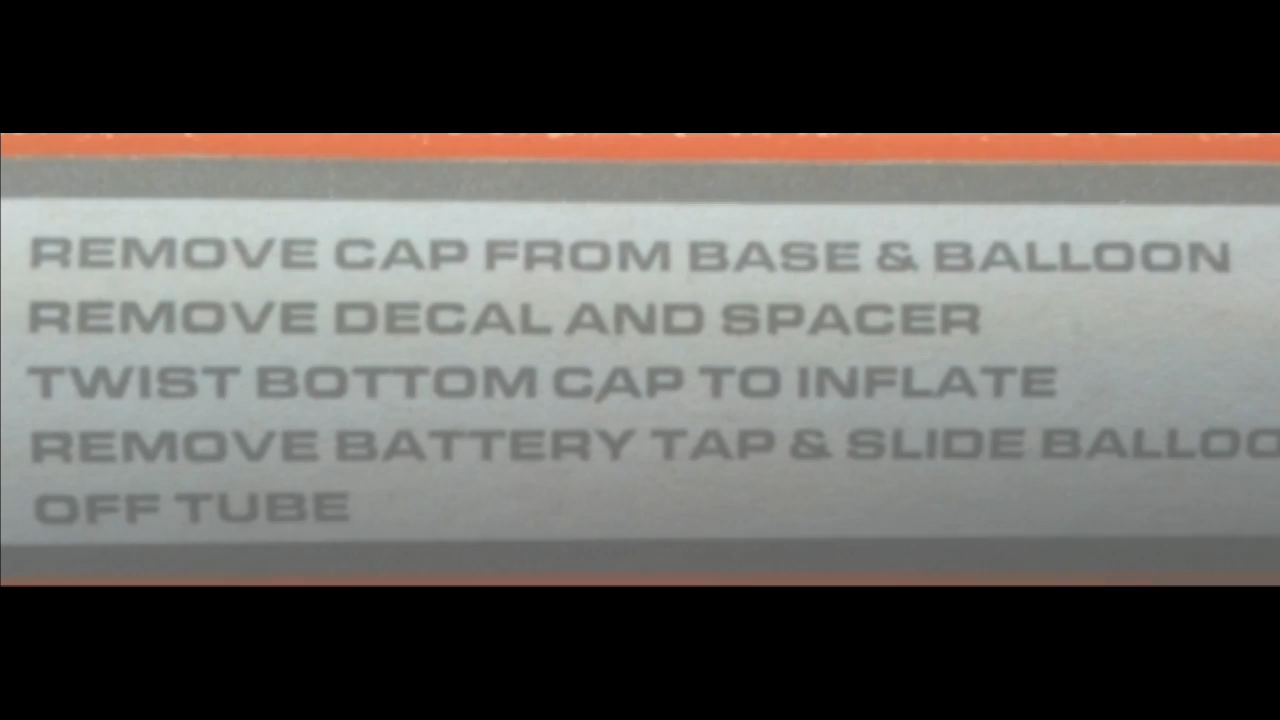 REMOVE CAP FROM BASE & BALLOON
REMOVE DECAL AND SPACER
TWIST BOTTOM CAP TO INFLATE
REMOVE BATTERY TAP & SLIDE BALLOO
OFF TUBE